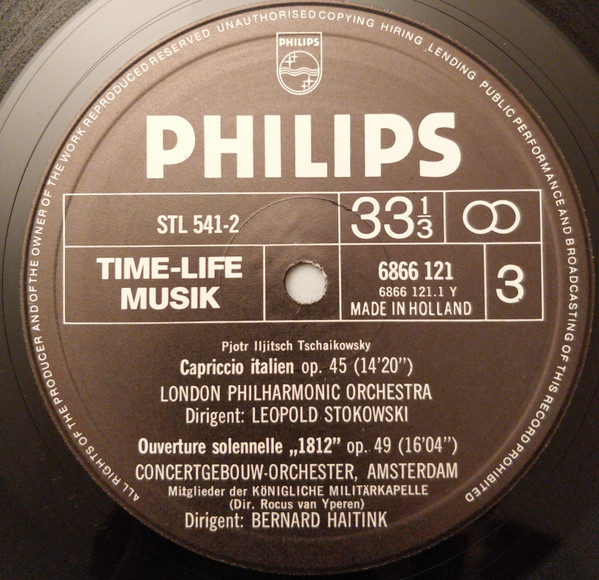 ALL RIGHTS OF THE PRODUCER AND OF THE OWNER OF THE WORK REPRODUCED RESERVED UNAUTHORISED COPYING HIRING, LENDING PUBLIC PERFORMANCE AND BROADCASTING OF THIS RECORD PROHIBITED
PHILIPS
PHILIPS
STL 541-2
33 1/3
TIME-LIFE
MUSIK
6866 121
6866 121.1 Y
MADE IN HOLLAND
3
Pjotr Iljitsch Tschaikowsky
Capriccio italien op. 45 (14'20")
LONDON PHILHARMONIC ORCHESTRA
Dirigent: LEOPOLD STOKOWSKI
Ouverture solennelle „1812” op. 49 (16'04")
CONCERTGEBOUW-ORCHESTER, AMSTERDAM
Mitglieder der KÖNIGLICHE MILITÄRKAPELLE
(Dir. Rocus van Yperen)
Dirigent: BERNARD HAITINK